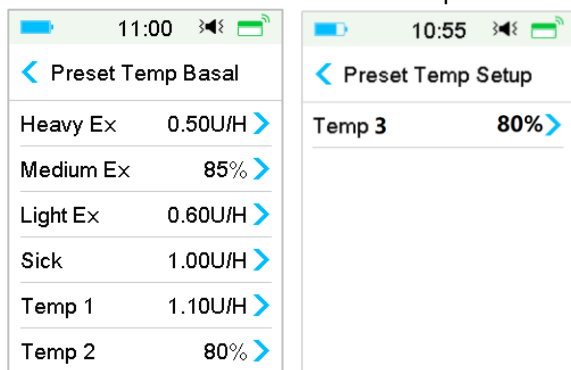 11:00
Preset Temp Basal
Heavy Ex 0.50U/H
Medium Ex 85%
Light Ex 0.60U/H
Sick 1.00U/H
Temp 1 1.10U/H
Temp 2 80%
10:55
Preset Temp Setup
Temp 3 80%